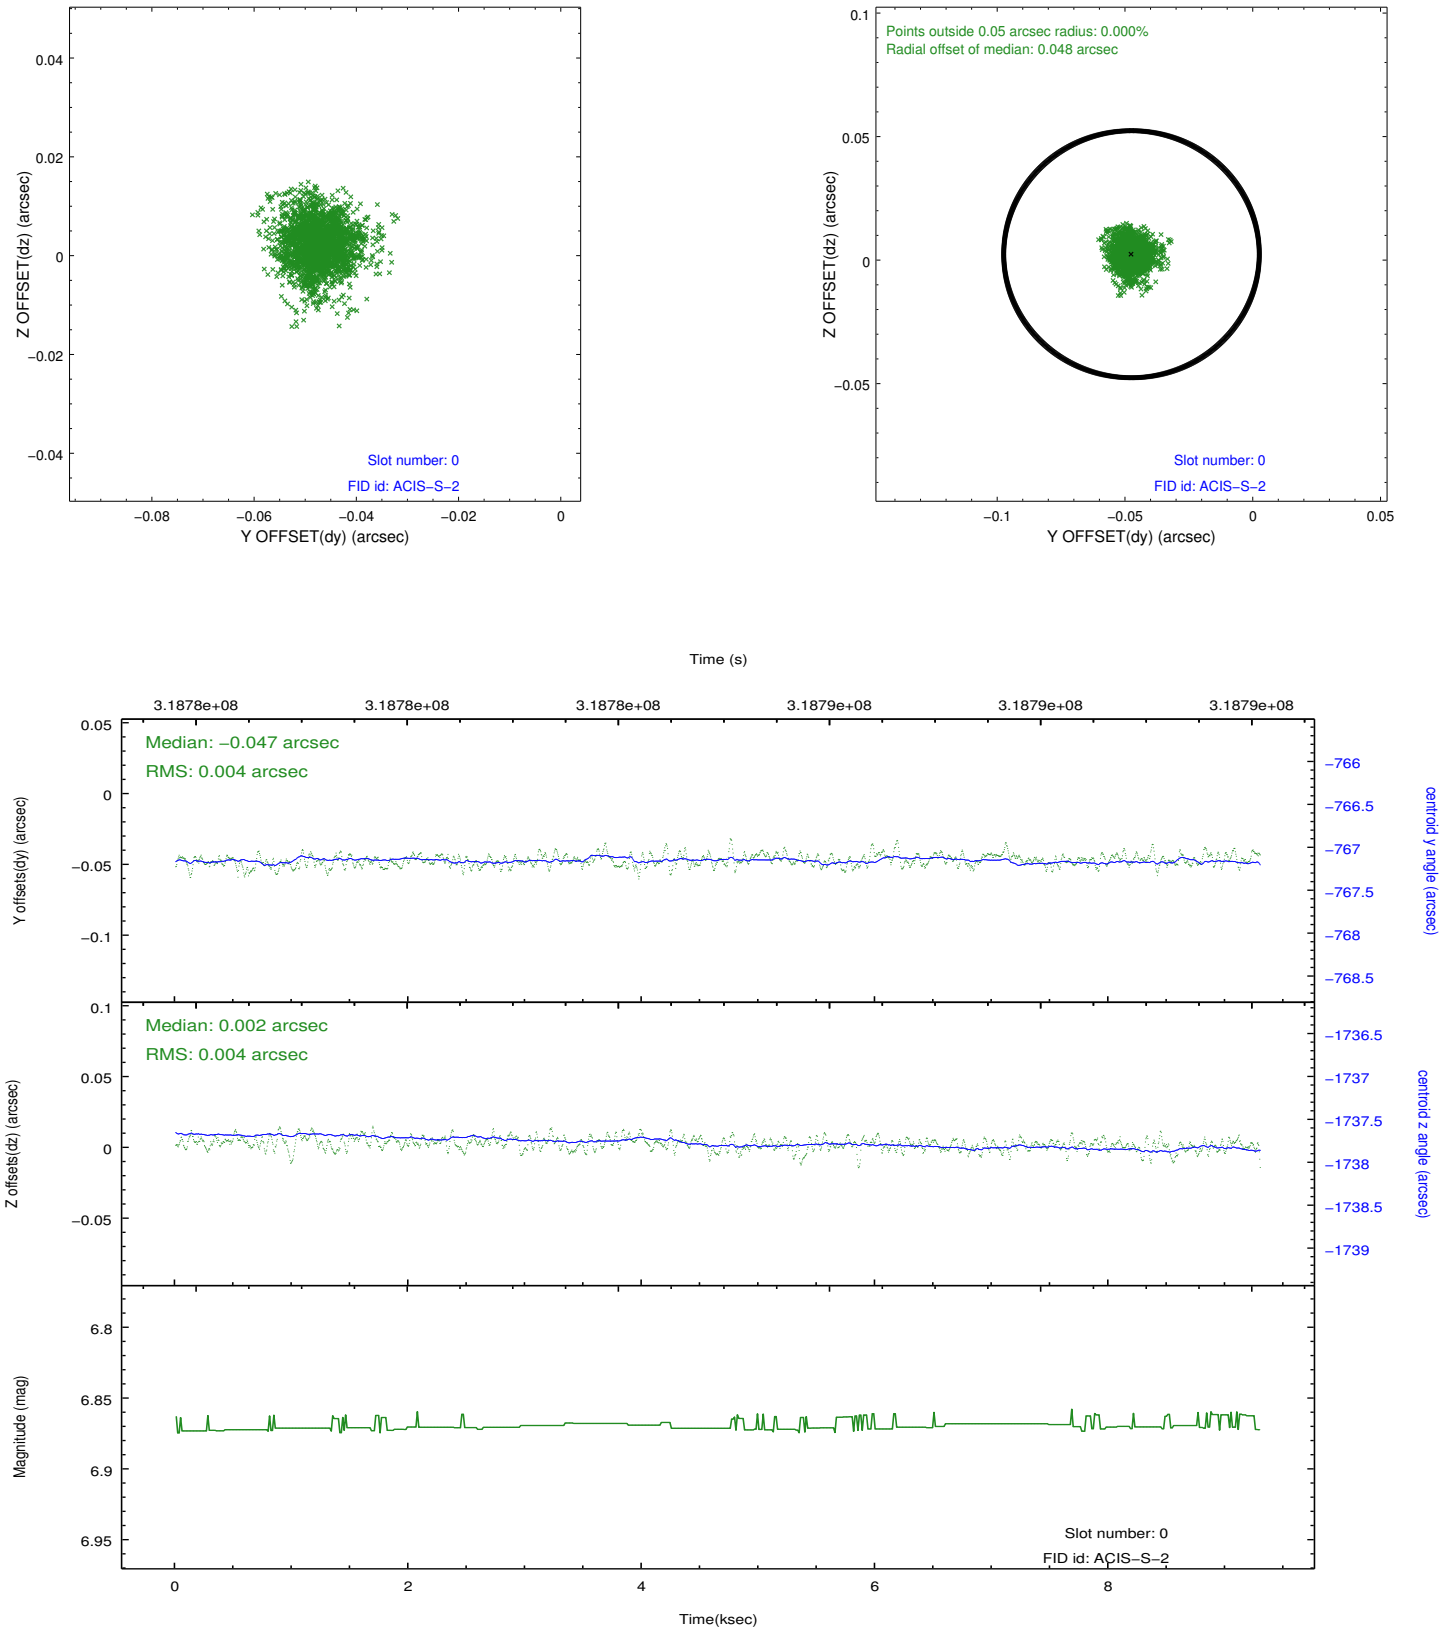 0.04
0.02
0
−0.02
−0.04
Z OFFSET(dz) (arcsec)
Slot number: 0
FID id: ACIS−S−2
−0.08
−0.06
−0.04
−0.02
0
Y OFFSET(dy) (arcsec)
Points outside 0.05 arcsec radius: 0.000%
Radial offset of median: 0.048 arcsec
0.1
0.05
0
−0.05
Z OFFSET(dz) (arcsec)
Slot number: 0
FID id: ACIS−S−2
−0.1
−0.05
0
0.05
Y OFFSET(dy) (arcsec)
Time (s)
3.1878e+08
3.1878e+08
3.1878e+08
3.1879e+08
3.1879e+08
3.1879e+08
Median: −0.047 arcsec
RMS: 0.004 arcsec
0.05
0
−0.05
−0.1
Y offsets(dy) (arcsec)
−766
−766.5
−767
−767.5
−768
−768.5
centroid y angle (arcsec)
Median: 0.002 arcsec
RMS: 0.004 arcsec
0.1
0.05
0
−0.05
Z offsets(dz) (arcsec)
−1736.5
−1737
−1737.5
−1738
−1738.5
−1739
centroid z angle (arcsec)
6.8
6.85
6.9
6.95
Magnitude (mag)
Slot number: 0
FID id: ACIS−S−2
0
2
4
6
8
Time(ksec)